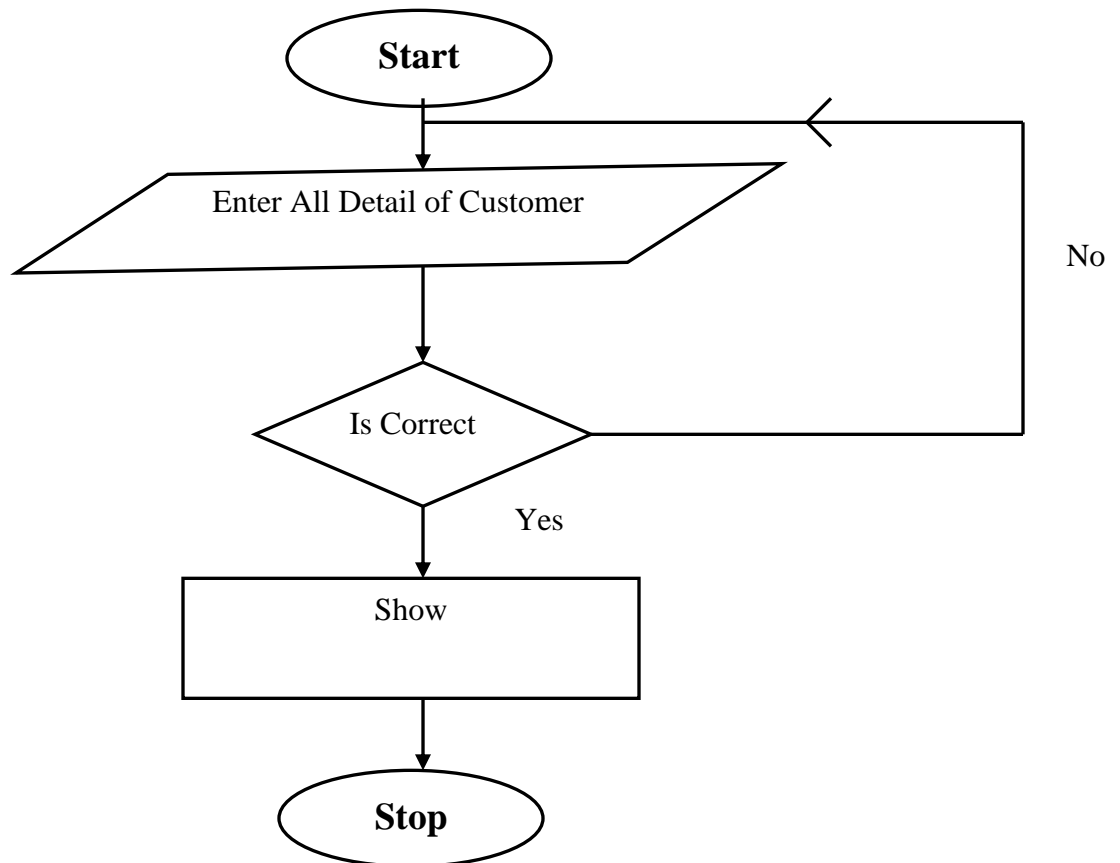 Start
Enter All Detail of Customer
No
Is Correct
Yes
Show
Stop